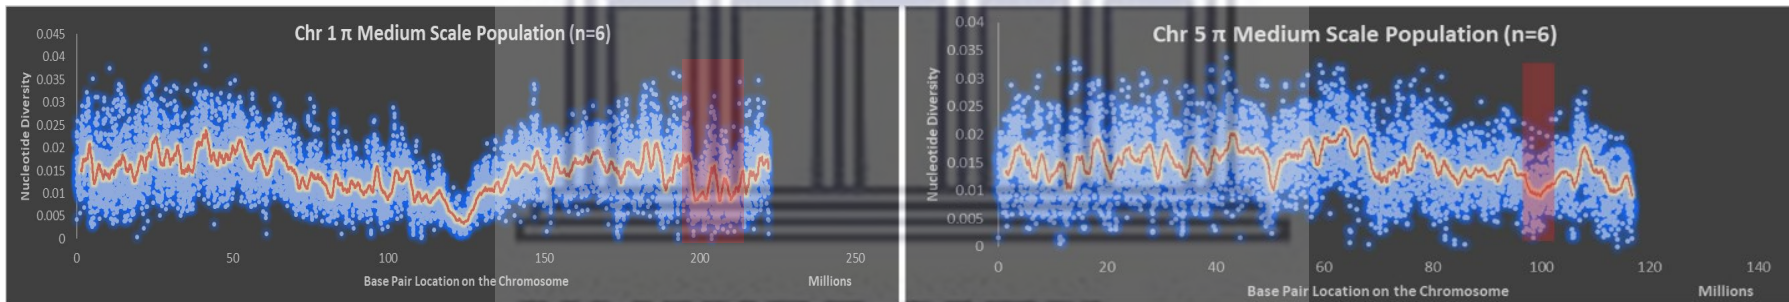 Chr 1 π Medium Scale Population (n=6)
Nucleotide Diversity
0.045
0.04
0.035
0.03
0.025
0.02
0.015
0.01
0.005
0
0 50 100 150 200 250
Base Pair Location on the Chromosome Millions
Chr 5 π Medium Scale Population (n=6)
Nucleotide Diversity
0.04
0.035
0.03
0.025
0.02
0.015
0.01
0.005
0
0 20 40 60 80 100 120 140
Base Pair Location on the Chromosome Millions